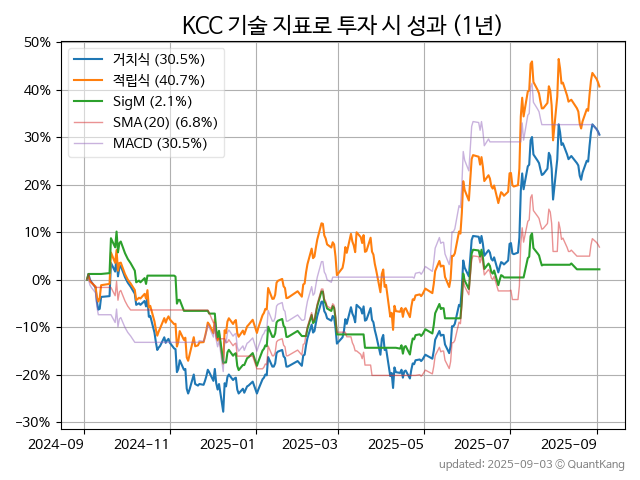 KCC 기술 지표로 투자 시 성과 (1년)
50%
40%
30%
20%
10%
0%
−10%
−20%
−30%
거치식 (30.5%)
적립식 (40.7%)
SigM (2.1%)
SMA(20) (6.8%)
MACD (30.5%)
2024-09 2024-11 2025-01 2025-03 2025-05 2025-07 2025-09
updated: 2025-09-03 © QuantKang